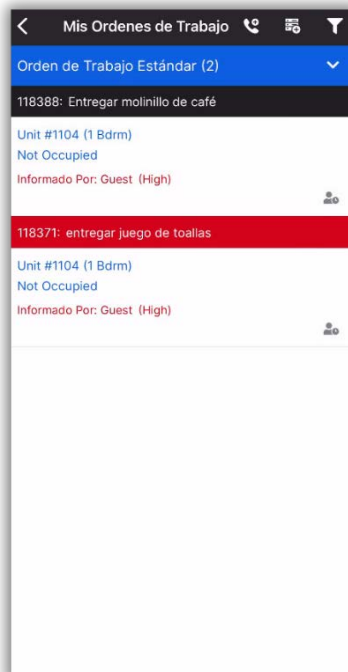 Mis Ordenes de Trabajo
Orden de Trabajo Estándar (2)
118388: Entregar molinillo de café
Unit #1104 (1 Bdrm)
Not Occupied
Informado Por: Guest (High)
118371: entregar juego de toallas
Unit #1104 (1 Bdrm)
Not Occupied
Informado Por: Guest (High)